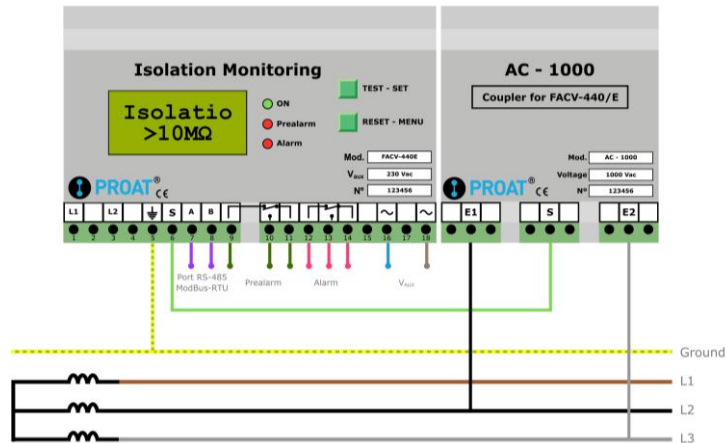 Isolation Monitoring
Isolatio
>10MΩ
ON
Prealarm
Alarm
TEST - SET
RESET - MENU
Mod. FACV-440E
Vaux 230 Vac
Nº 123456
PROAT® CE
L1 L2 S A B
1 2 3 4 5 6 7 8 9 10 11 12 13 14 15 16 17 18
Port RS-485
ModBus-RTU
Prealarm
Alarm
VAux
AC - 1000
Coupler for FACV-440/E
Mod. AC - 1000
Voltage 1000 Vac
Nº 123456
PROAT® CE
E1 S E2
Ground
L1
L2
L3